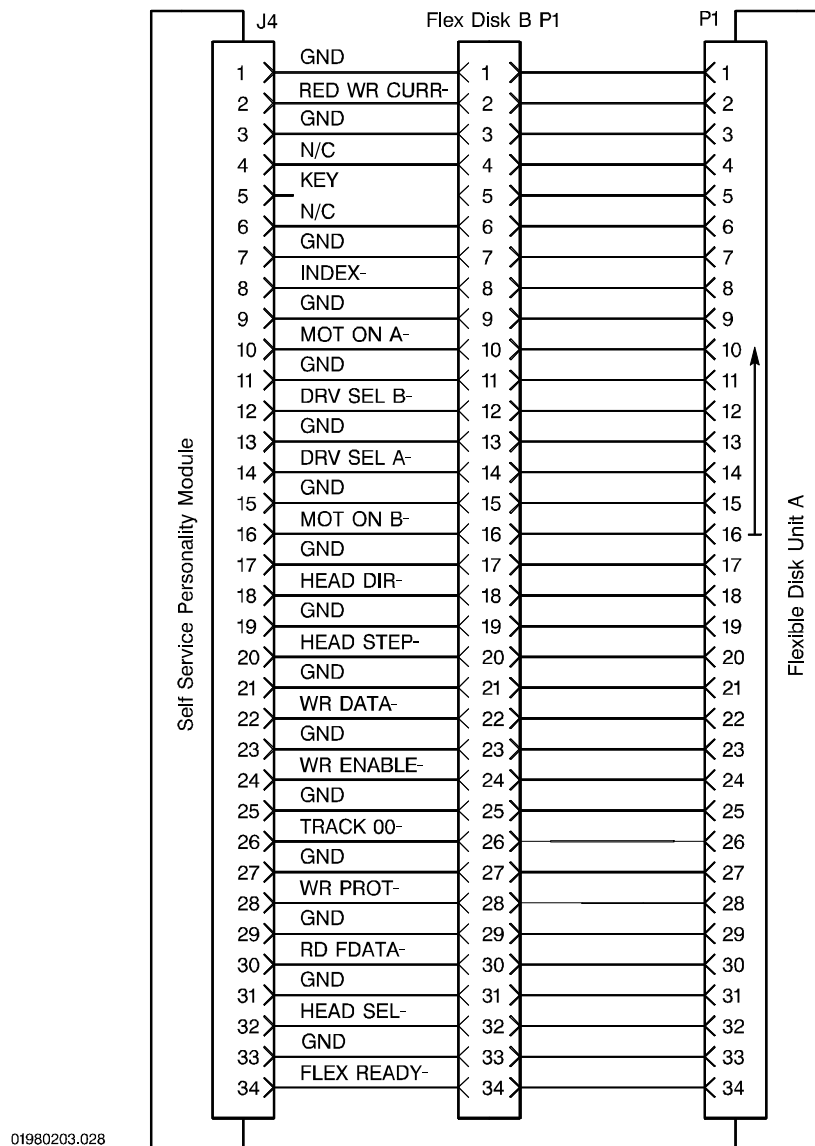 J4 Flex Disk B P1 P1
GND
1 1 1
RED WR CURR-
2 2 2
GND
3 3 3
N/C
4 4 4
KEY
5 5 5
N/C
6 6 6
GND
7 7 7
INDEX-
8 8 8
GND
9 9 9
MOT ON A-
10 10 10
GND
11 11 11
DRV SEL B-
12 12 12
GND
13 13 13
DRV SEL A-
14 14 14
GND
15 15 15
MOT ON B-
16 16 16
GND
17 17 17
HEAD DIR-
18 18 18
GND
19 19 19
HEAD STEP-
20 20 20
GND
21 21 21
WR DATA-
22 22 22
GND
23 23 23
WR ENABLE-
24 24 24
GND
25 25 25
TRACK 00-
26 26 26
GND
27 27 27
WR PROT-
28 28 28
GND
29 29 29
RD FDATA-
30 30 30
GND
31 31 31
HEAD SEL-
32 32 32
GND
33 33 33
FLEX READY-
34 34 34
Self Service Personality Module
Flexible Disk Unit A
01980203.028